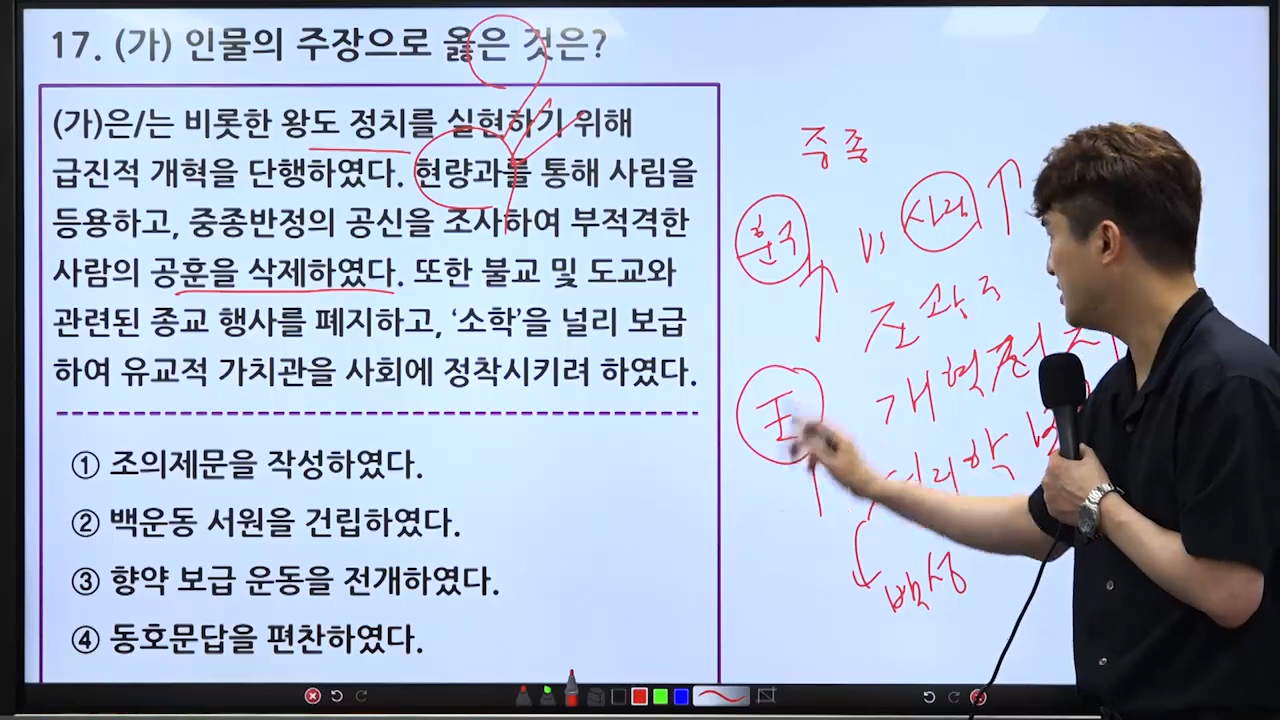 17. (가) 인물의 주장으로 옳은 것은?
(가)은/는 비롯한 왕도 정치를 실현하기 위해
급진적 개혁을 단행하였다. 현량과를 통해 사림을
등용하고, 중종반정의 공신을 조사하여 부적격한
사람의 공훈을 삭제하였다. 또한 불교 및 도교와
관련된 종교 행사를 폐지하고, '소학'을 널리 보급
하여 유교적 가치관을 사회에 정착시키려 하였다.
① 조의제문을 작성하였다.
② 백운동 서원을 건립하였다.
③ 향약 보급 운동을 전개하였다.
④ 동호문답을 편찬하였다.
중종
훈구 vs 사림
조광조
개혁
王
성리학
백성